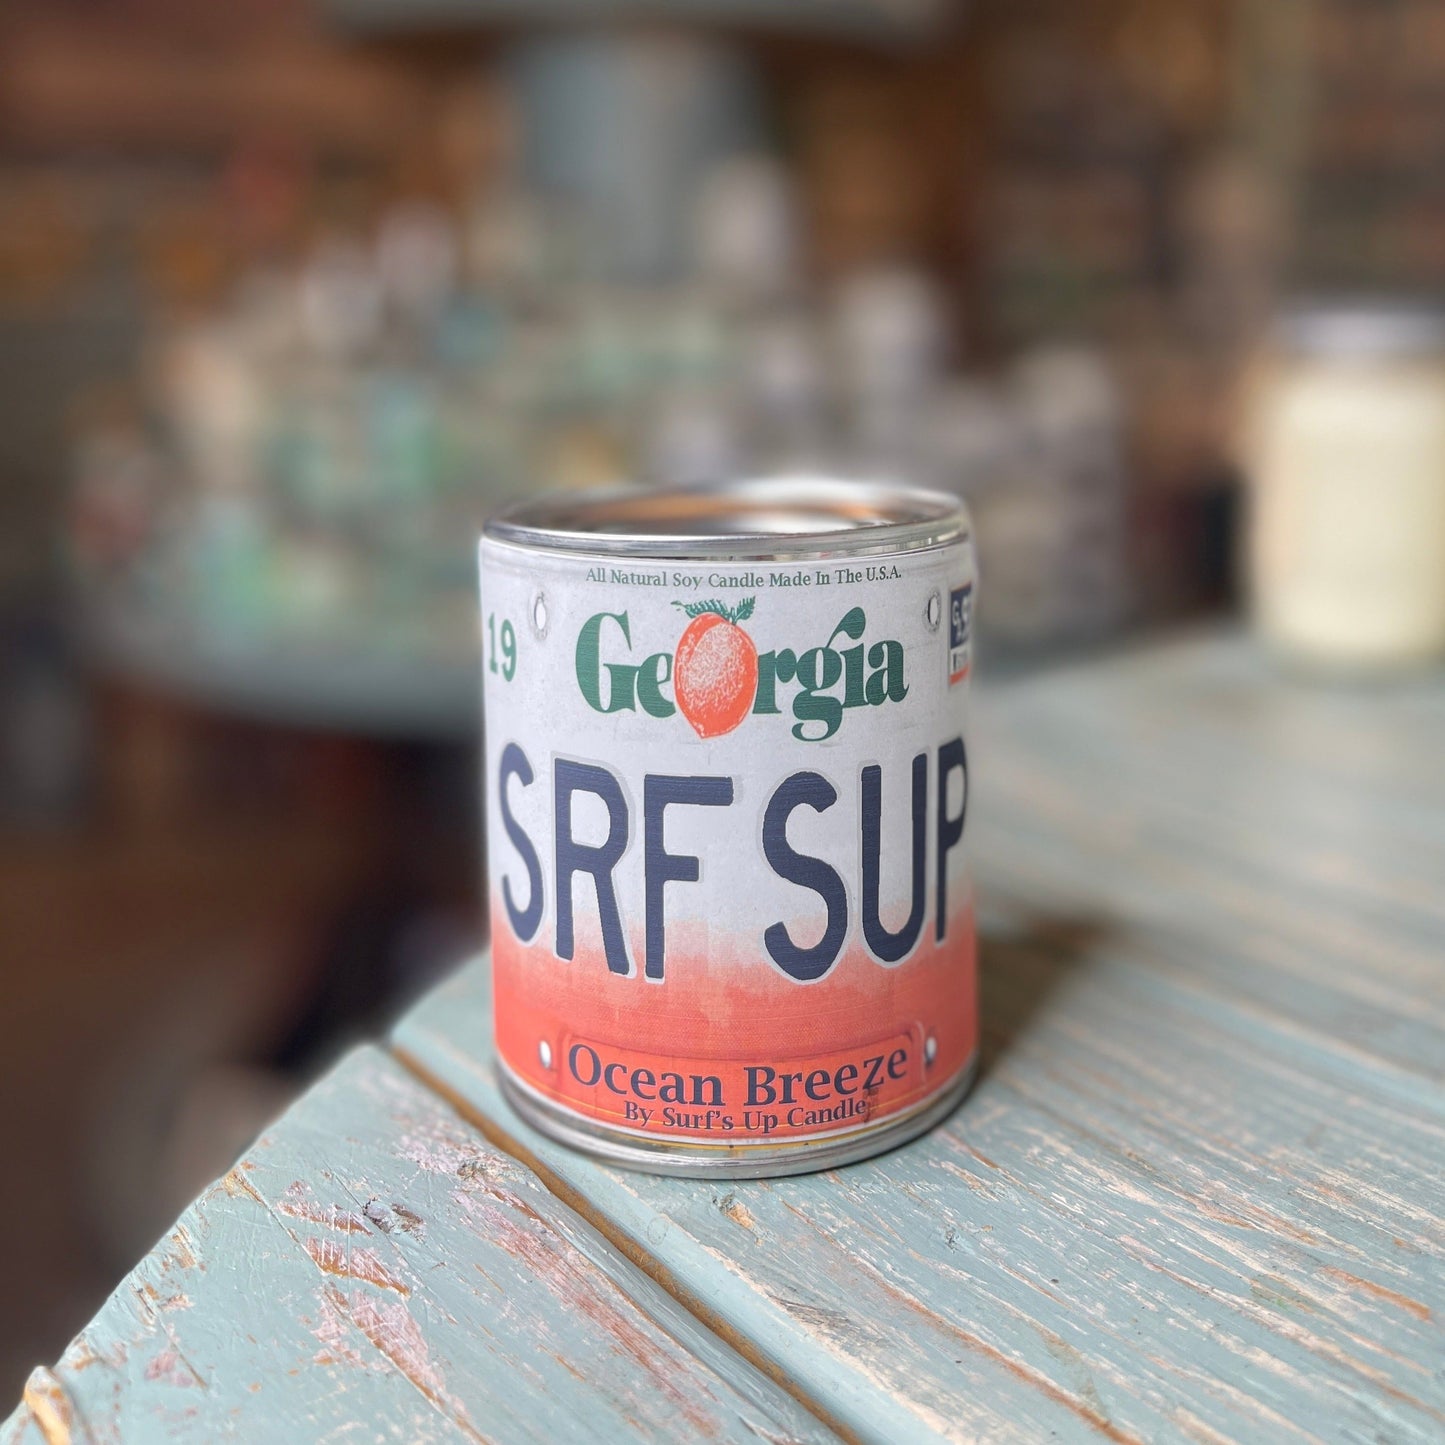 All Natural Soy Candle Made In The U.S.A.
19
Georgia
SRF SUP
Ocean Breeze
By Surf's Up Candle